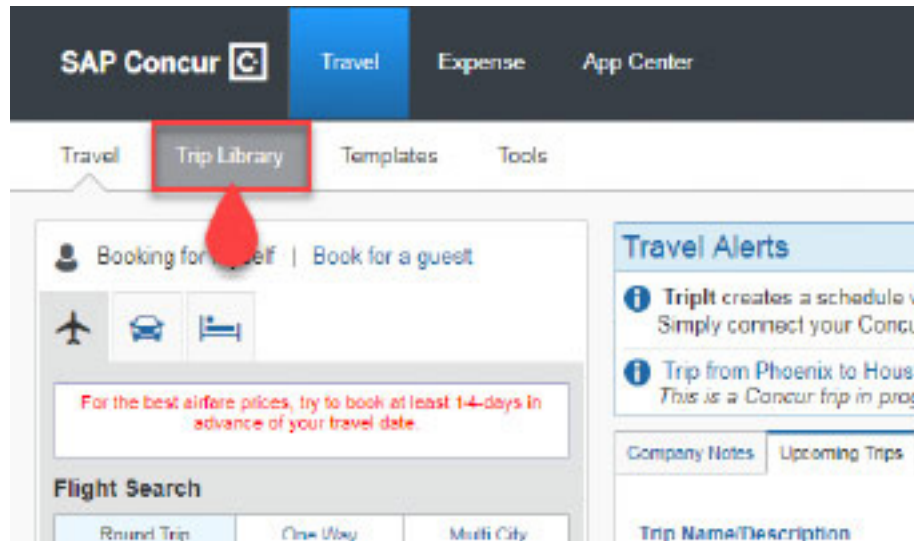 SAP Concur C Travel Expense App Center
Travel Trip Library Templates Tools
Booking for myself | Book for a guest
For the best airfare prices, try to book at least 14-days in
advance of your travel date.
Flight Search
Round Trip One Way Multi City
Travel Alerts
TripIt creates a schedule
Simply connect your Concu
Trip from Phoenix to Hous
This is a Concur trip in prog
Company Notes Upcoming Trips
Trip Name/Description